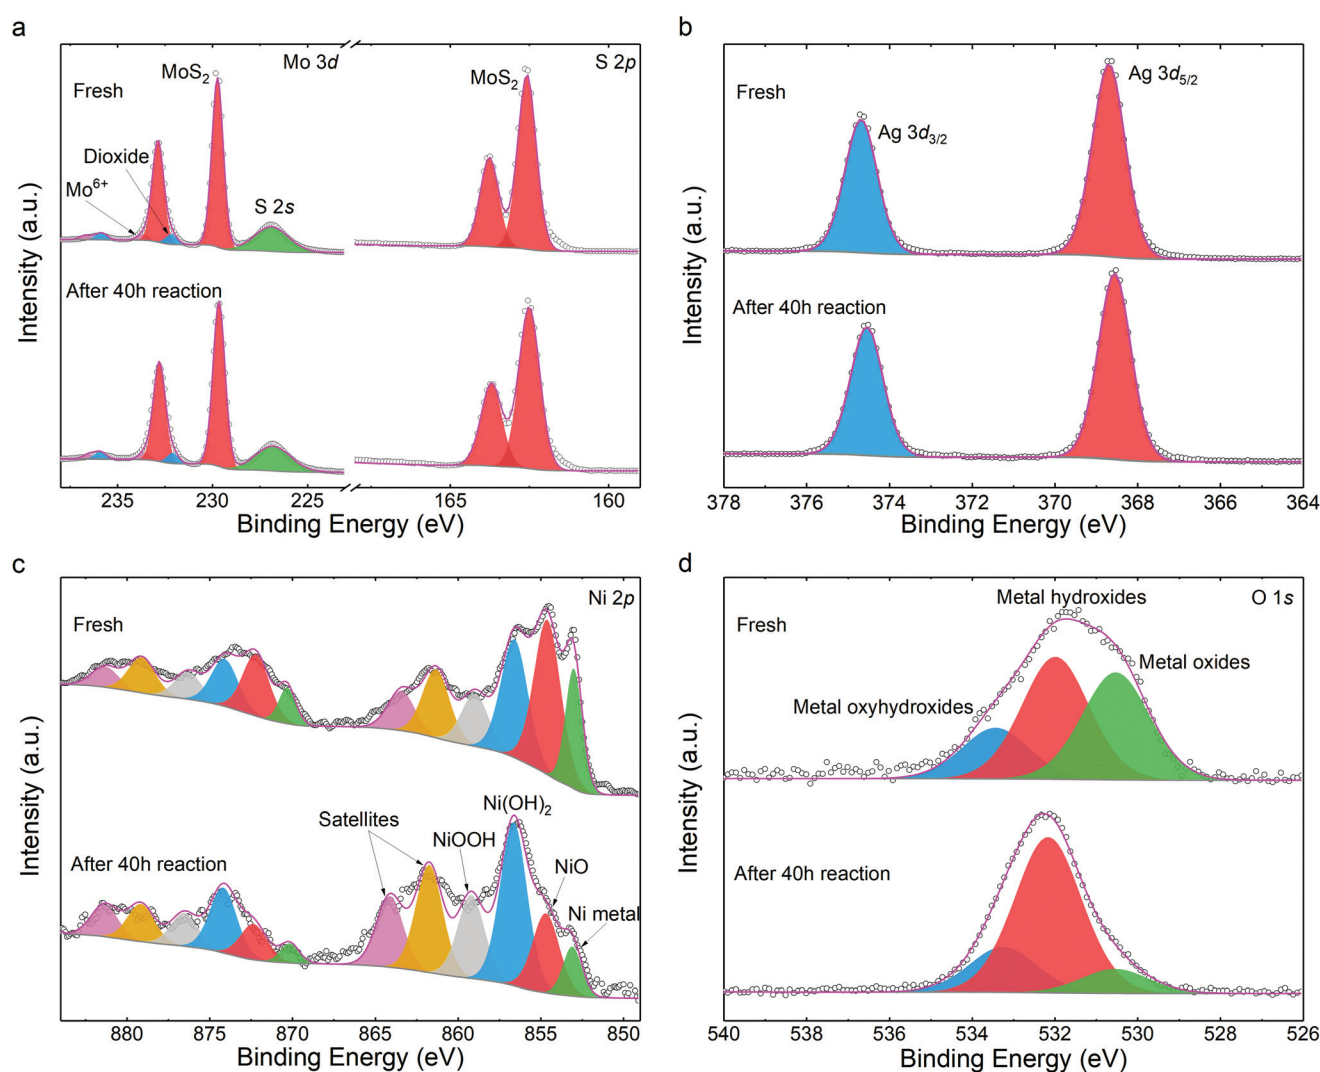 a
Mo 3d
S 2p
MoS2
MoS2
Fresh
Dioxide
Mo6+
S 2s
After 40h reaction
Intensity (a.u.)
235 230 225 165 160
Binding Energy (eV)
b
Ag 3d5/2
Fresh
Ag 3d3/2
After 40h reaction
Intensity (a.u.)
378 376 374 372 370 368 366 364
Binding Energy (eV)
c
Ni 2p
Fresh
Ni(OH)2
Satellites
NiOOH
After 40h reaction
NiO
Ni metal
Intensity (a.u.)
880 875 870 865 860 855 850
Binding Energy (eV)
d
Metal hydroxides
O 1s
Fresh
Metal oxides
Metal oxyhydroxides
After 40h reaction
Intensity (a.u.)
540 538 536 534 532 530 528 526
Binding Energy (eV)